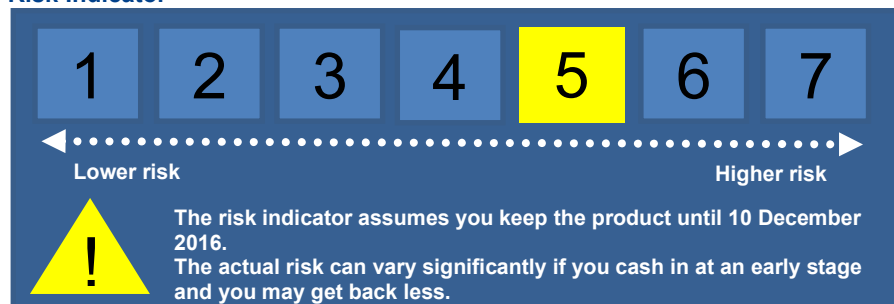 Risk Indicator
1 2 3 4 5 6 7
Lower risk Higher risk
!
The risk indicator assumes you keep the product until 10 December
2016.
The actual risk can vary significantly if you cash in at an early stage
and you may get back less.